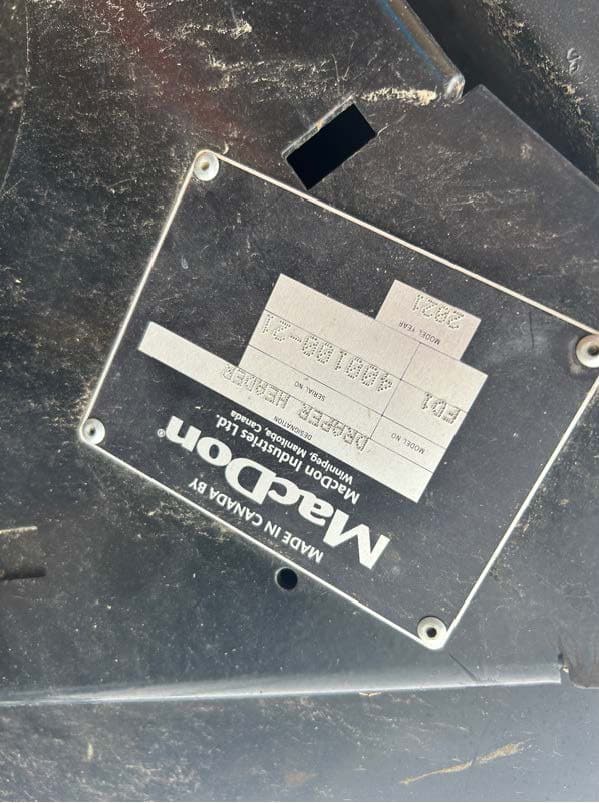 MADE IN CANADA BY
MacDon®
MacDon Industries Ltd.
Winnipeg, Manitoba, Canada
DESIGNATION
DRAPER HEADER
MODEL NO.
FD1
SERIAL NO.
400100-21
MODEL YEAR
2021